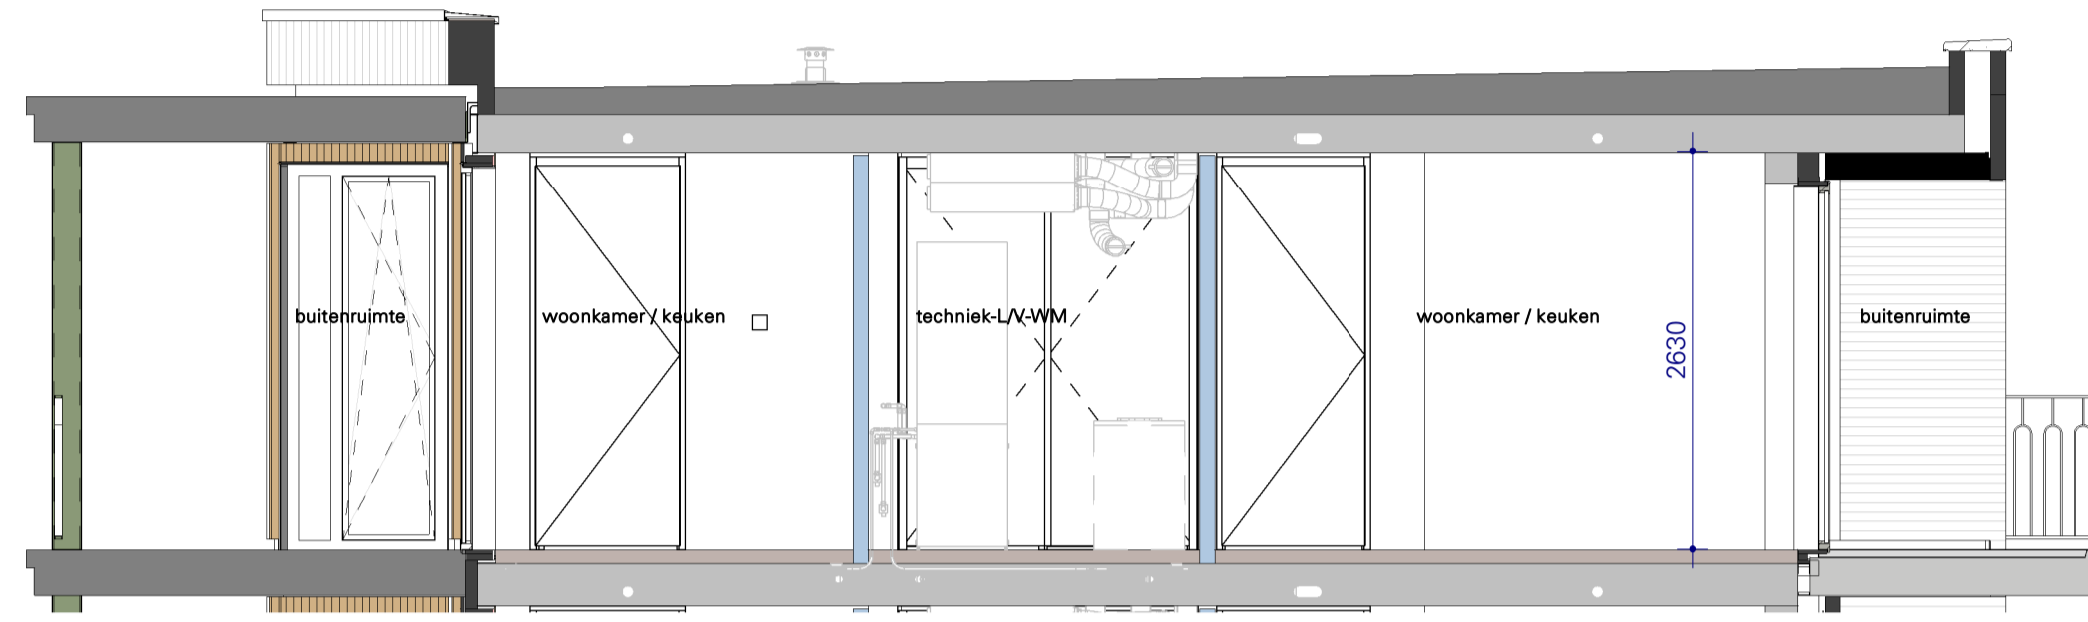 buitenruimte
woonkamer / keuken
techniek-L/V-WM
woonkamer / keuken
2630
buitenruimte